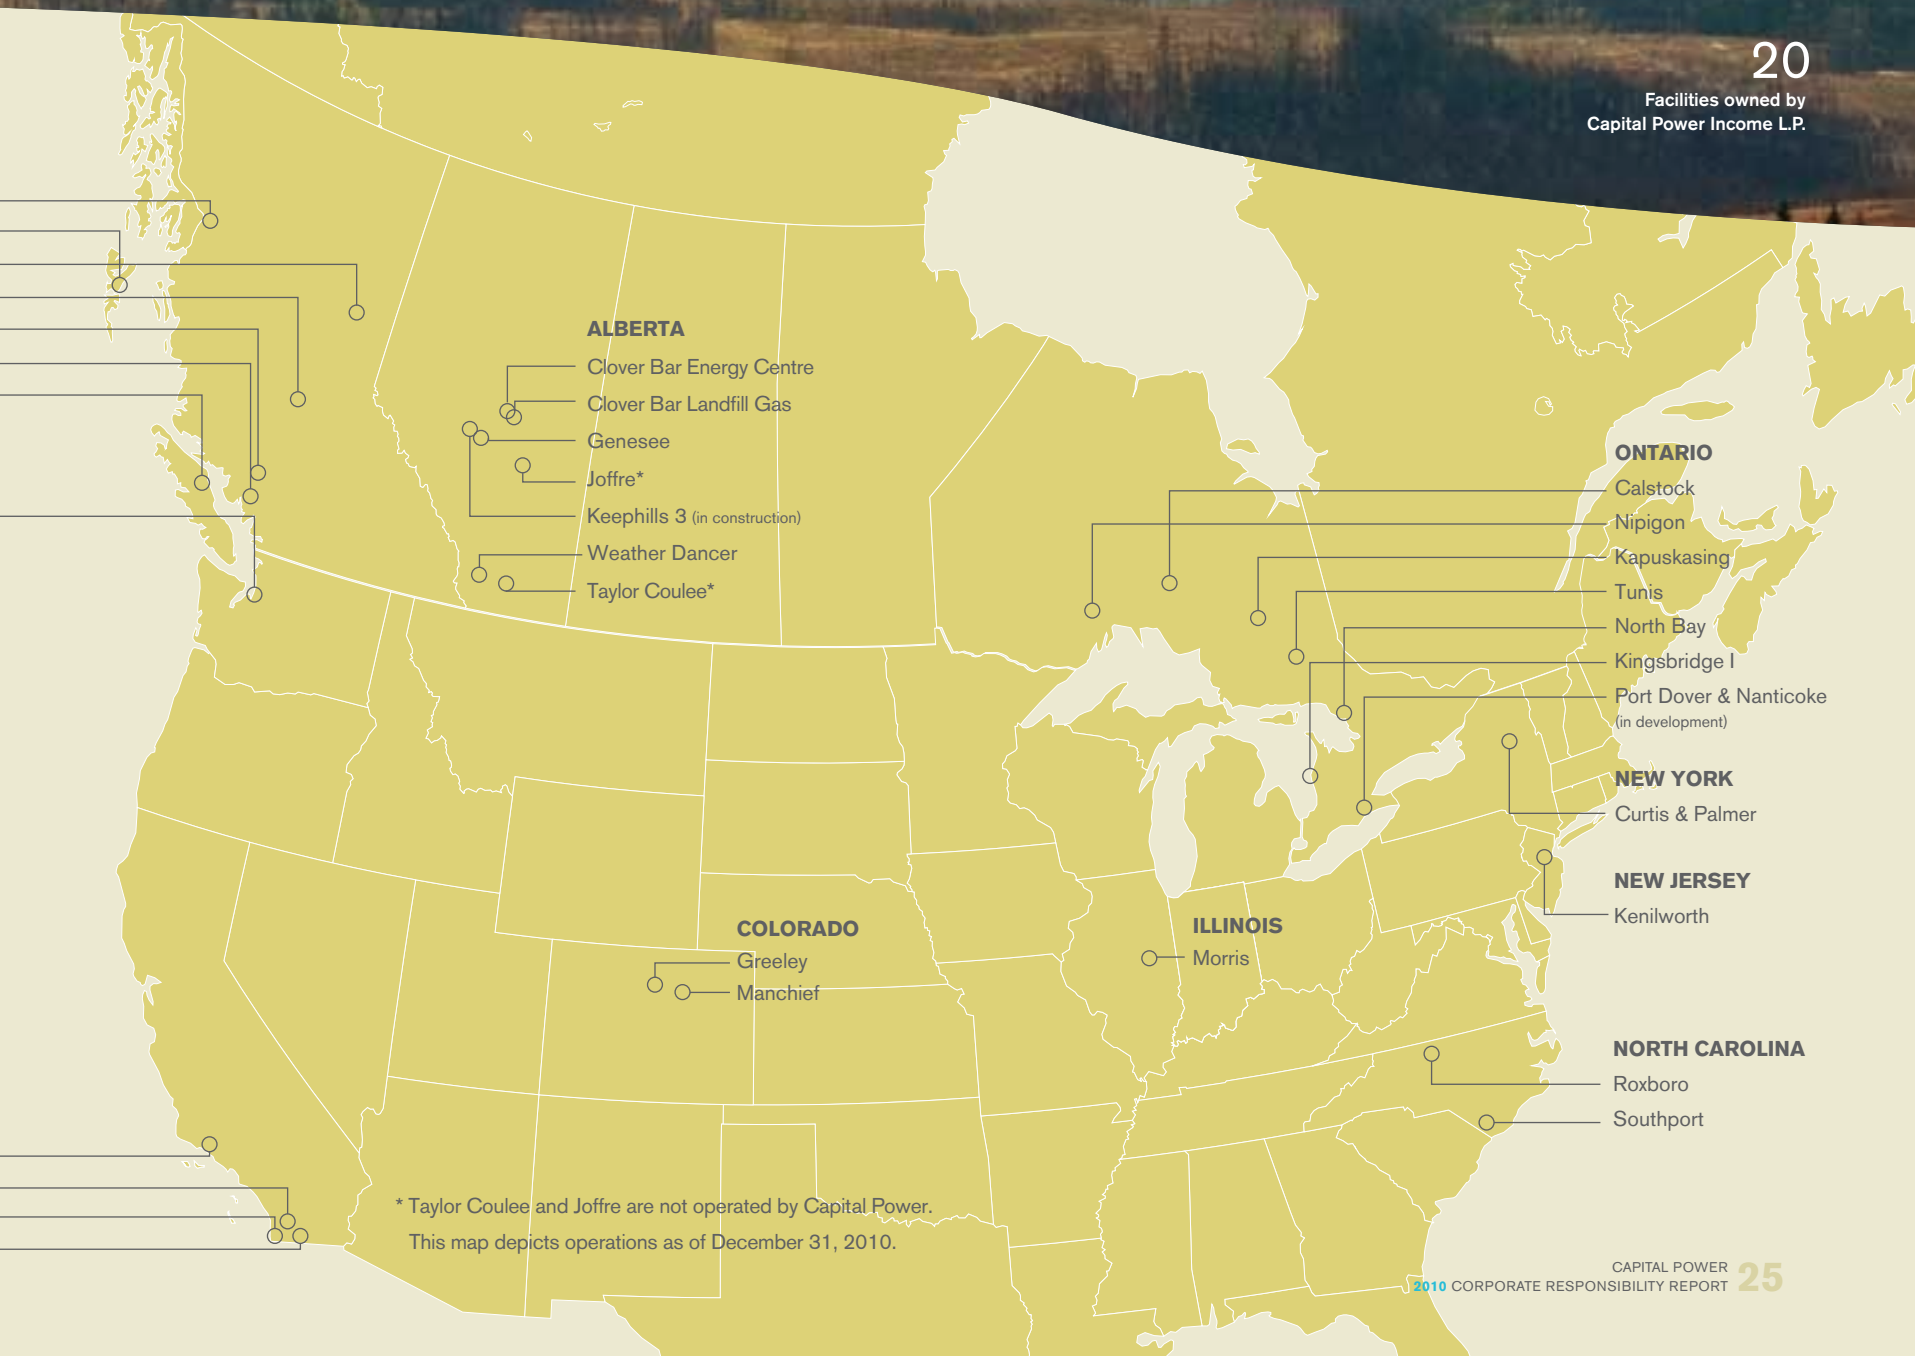 20
Facilities owned by
Capital Power Income L.P.
ALBERTA
Clover Bar Energy Centre
Clover Bar Landfill Gas
Genesee
Joffre*
Keephills 3 (in construction)
Weather Dancer
Taylor Coulee*
ONTARIO
Calstock
Nipigon
Kapuskasing
Tunis
North Bay
Kingsbridge I
Port Dover & Nanticoke
(in development)
NEW YORK
Curtis & Palmer
NEW JERSEY
Kenilworth
COLORADO
Greeley
Manchief
ILLINOIS
Morris
NORTH CAROLINA
Roxboro
Southport
* Taylor Coulee and Joffre are not operated by Capital Power.
This map depicts operations as of December 31, 2010.
CAPITAL POWER
2010 CORPORATE RESPONSIBILITY REPORT 25